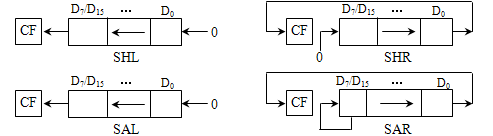 D₇/D₁₅ ... D₀
CF 0
SHL
D₇/D₁₅ ... D₀
CF
0
SHR
D₇/D₁₅ ... D₀
CF 0
SAL
D₇/D₁₅ ... D₀
CF
SAR